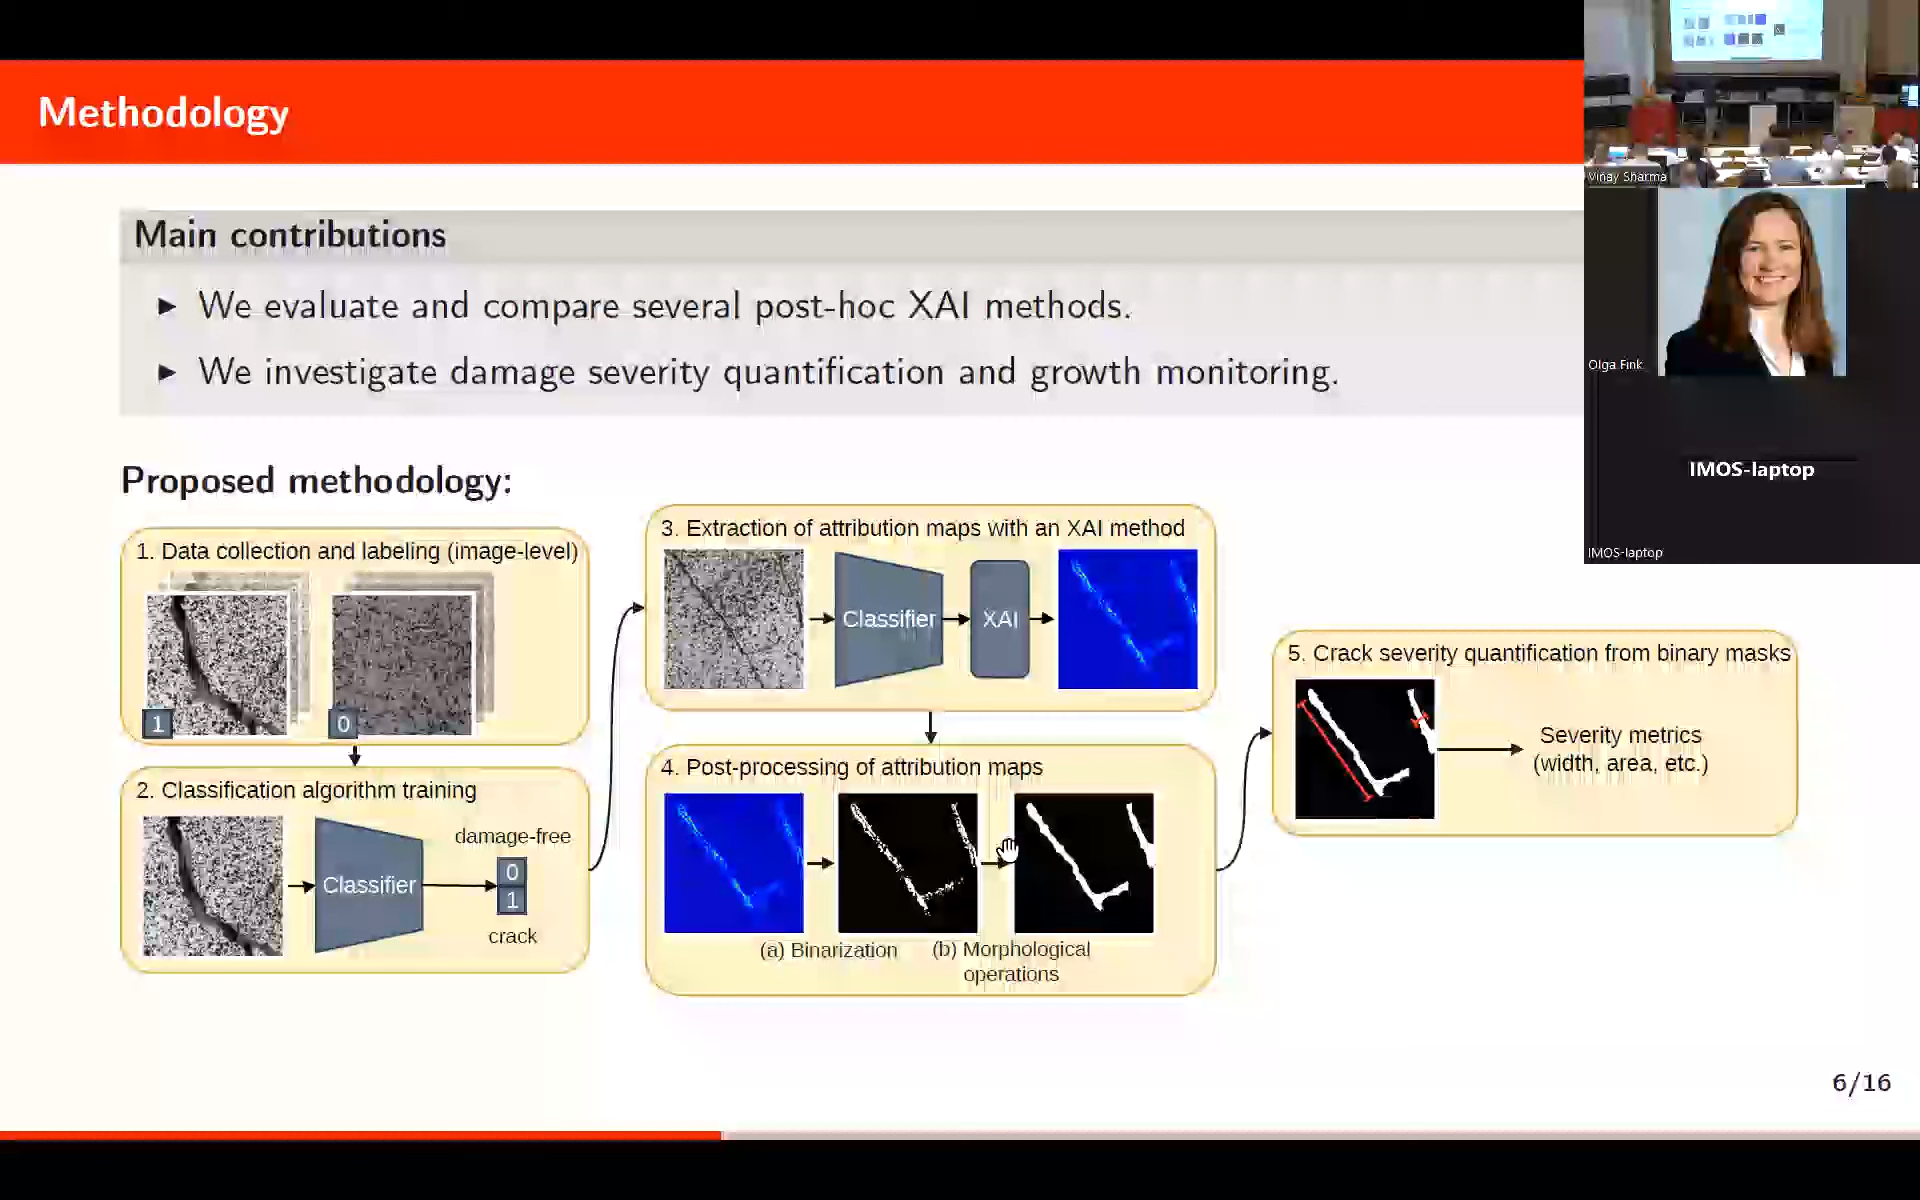 Methodology
Main contributions
► We evaluate and compare several post-hoc XAI methods.
► We investigate damage severity quantification and growth monitoring.
Proposed methodology:
1. Data collection and labeling (image-level)
1
0
2. Classification algorithm training
Classifier
damage-free
0
1
crack
3. Extraction of attribution maps with an XAI method
Classifier
XAI
4. Post-processing of attribution maps
(a) Binarization
(b) Morphological
operations
5. Crack severity quantification from binary masks
Severity metrics
(width, area, etc.)
6/16
Vinay Sharma
Olga Fink
IMOS-laptop
IMOS-laptop